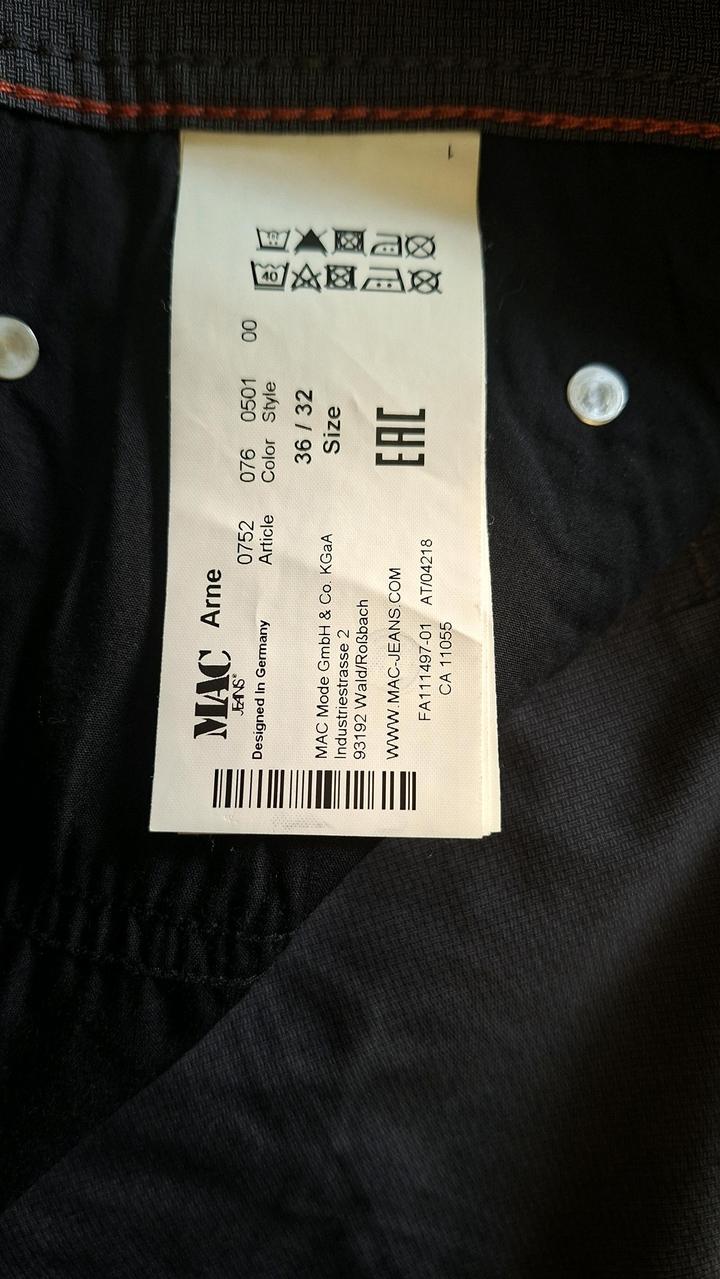 MAC Arne
JEANS®
Designed In Germany
0752 076 0501 00
Article Color Style
36 / 32
Size
MAC Mode GmbH & Co. KGaA
Industriestrasse 2
93192 Wald/Roßbach
WWW.MAC-JEANS.COM
EAC
FA111497-01 AT/04218
CA 11055
40